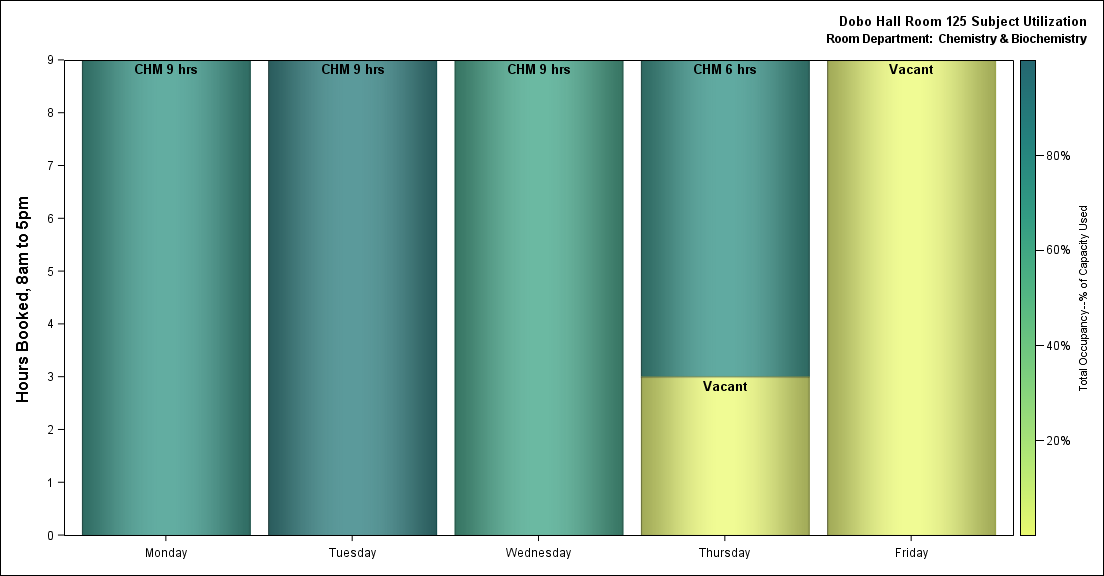 Dobo Hall Room 125 Subject Utilization
Room Department: Chemistry & Biochemistry
Hours Booked, 8am to 5pm
9
8
7
6
5
4
3
2
1
0
CHM 9 hrs
CHM 9 hrs
CHM 9 hrs
CHM 6 hrs
Vacant
Vacant
Monday
Tuesday
Wednesday
Thursday
Friday
80%
60%
40%
20%
Total Occupancy--% of Capacity Used